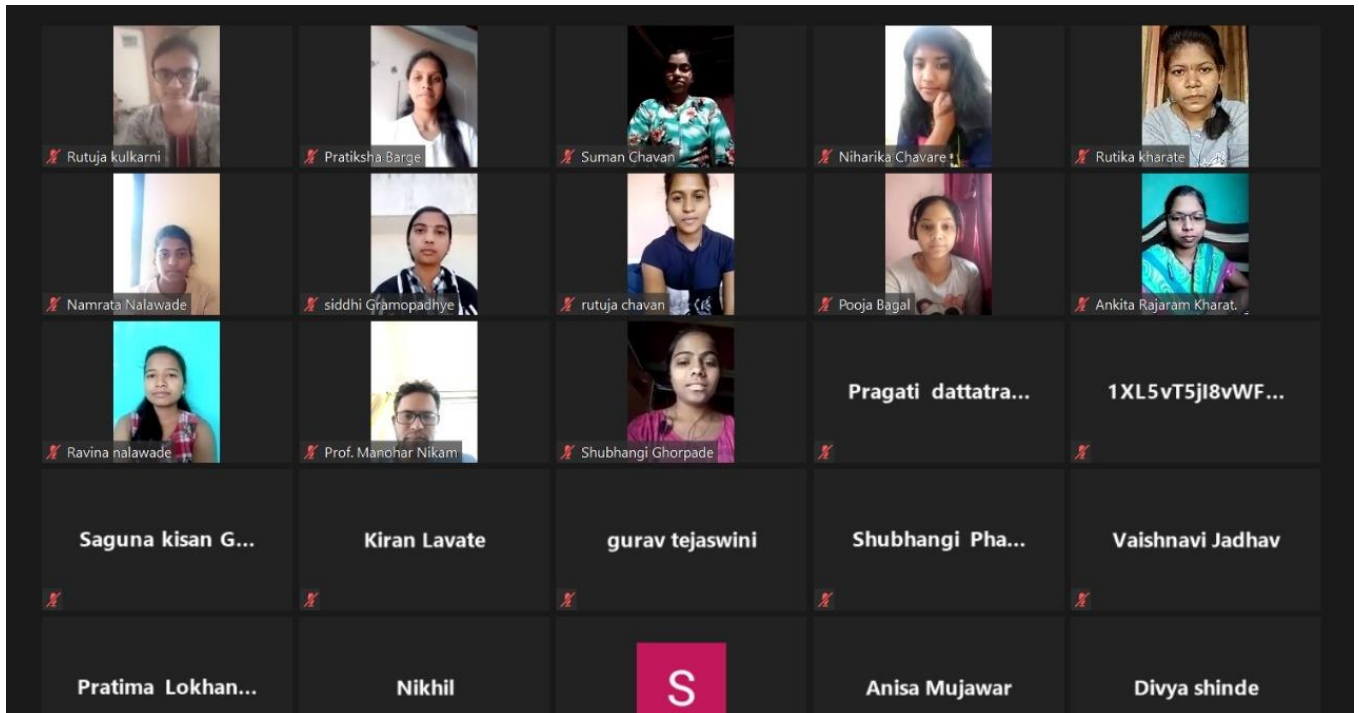 Rutuja kulkarni
Pratiksha Barge
Suman Chavan
Niharika Chavare
Rutika kharate
Namrata Nalawade
siddhi Gramopadhye
rutuja chavan
Pooja Bagal
Ankita Rajaram Kharat.
Ravina nalawade
Prof. Manohar Nikam
Shubhangi Ghorpade
Pragati dattatra...
1XL5vT5jI8vWF...
Saguna kisan G...
Kiran Lavate
gurav tejaswini
Shubhangi Pha...
Vaishnavi Jadhav
Pratima Lokhan...
Nikhil
S
Anisa Mujawar
Divya shinde